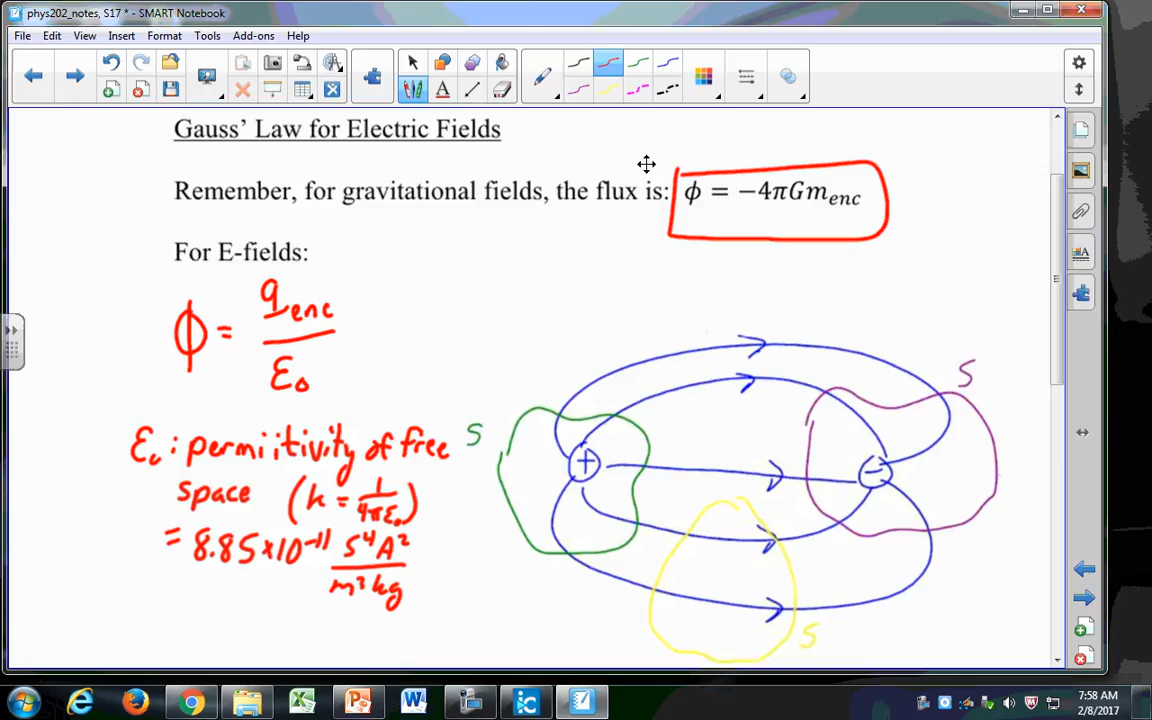 phys202_notes, S17 * - SMART Notebook
File Edit View Insert Format Tools Add-ons Help
Gauss' Law for Electric Fields
Remember, for gravitational fields, the flux is: ϕ = −4πGm_enc
For E-fields:
ϕ = q_enc / ε₀
ε₀ : permiitivity of free
space (k = 1/4πε₀)
= 8.85×10⁻¹¹ s⁴A²/m³kg
S
+
−
S
S
7:58 AM
2/8/2017